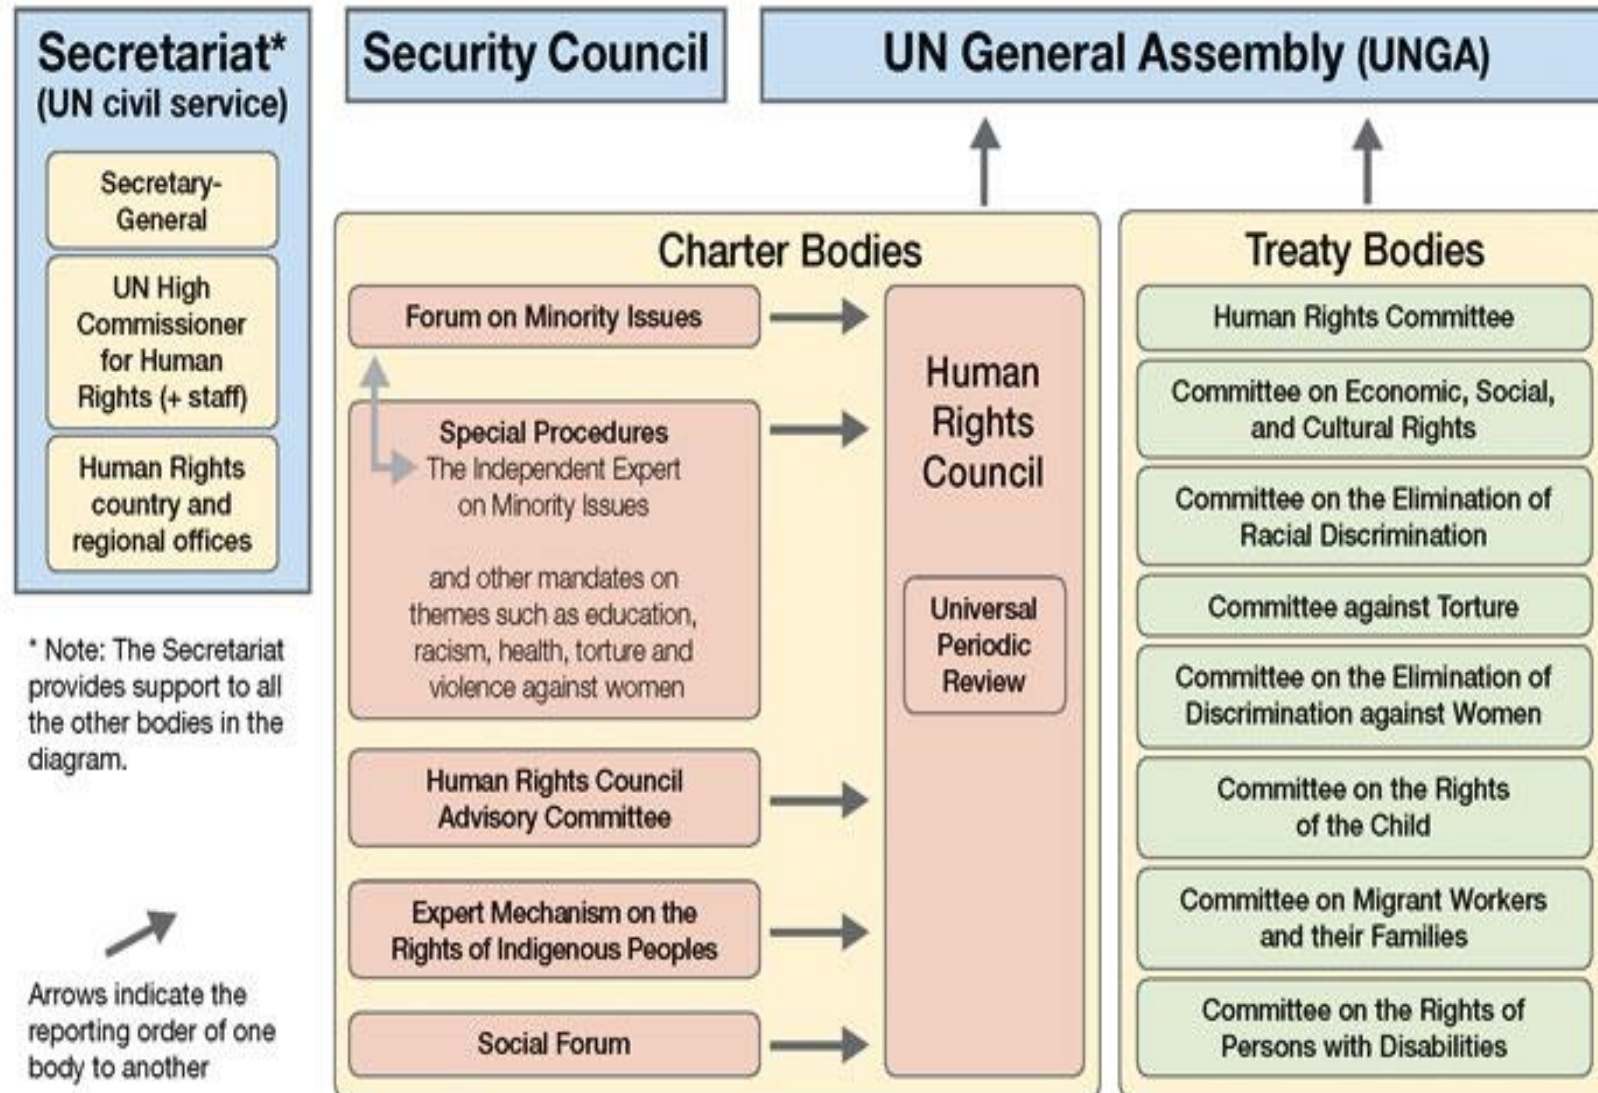 Secretariat*
(UN civil service)
Secretary-
General
UN High
Commissioner
for Human
Rights (+ staff)
Human Rights
country and
regional offices
* Note: The Secretariat
provides support to all
the other bodies in the
diagram.
Arrows indicate the
reporting order of one
body to another
Security Council
UN General Assembly (UNGA)
Charter Bodies
Forum on Minority Issues
Special Procedures
The Independent Expert
on Minority Issues
and other mandates on
themes such as education,
racism, health, torture and
violence against women
Human Rights Council
Advisory Committee
Expert Mechanism on the
Rights of Indigenous Peoples
Social Forum
Human
Rights
Council
Universal
Periodic
Review
Treaty Bodies
Human Rights Committee
Committee on Economic, Social,
and Cultural Rights
Committee on the Elimination of
Racial Discrimination
Committee against Torture
Committee on the Elimination of
Discrimination against Women
Committee on the Rights
of the Child
Committee on Migrant Workers
and their Families
Committee on the Rights of
Persons with Disabilities